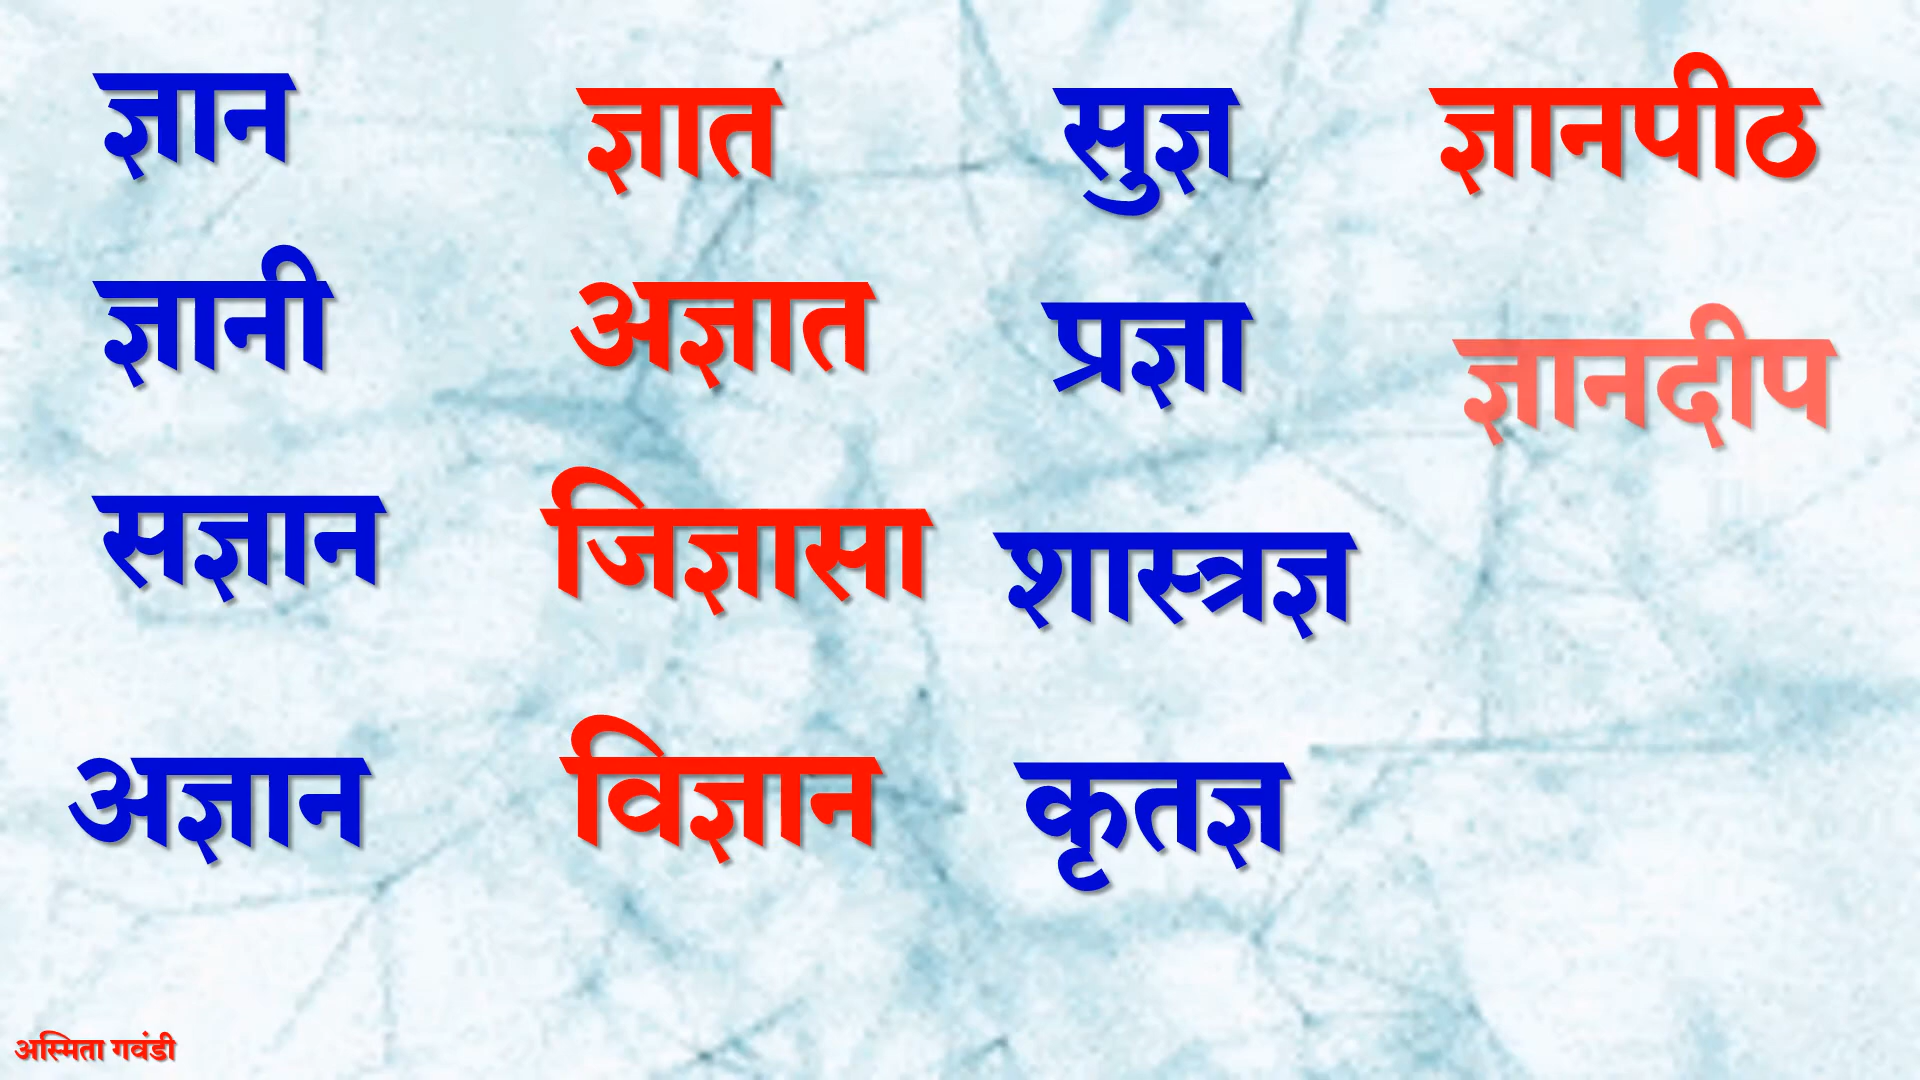 ज्ञान
ज्ञानी
सज्ञान
अज्ञान
ज्ञात
अज्ञात
जिज्ञासा
विज्ञान
सुज्ञ
प्रज्ञा
शास्त्रज्ञ
कृतज्ञ
ज्ञानपीठ
ज्ञानदीप
अस्मिता गवंडी